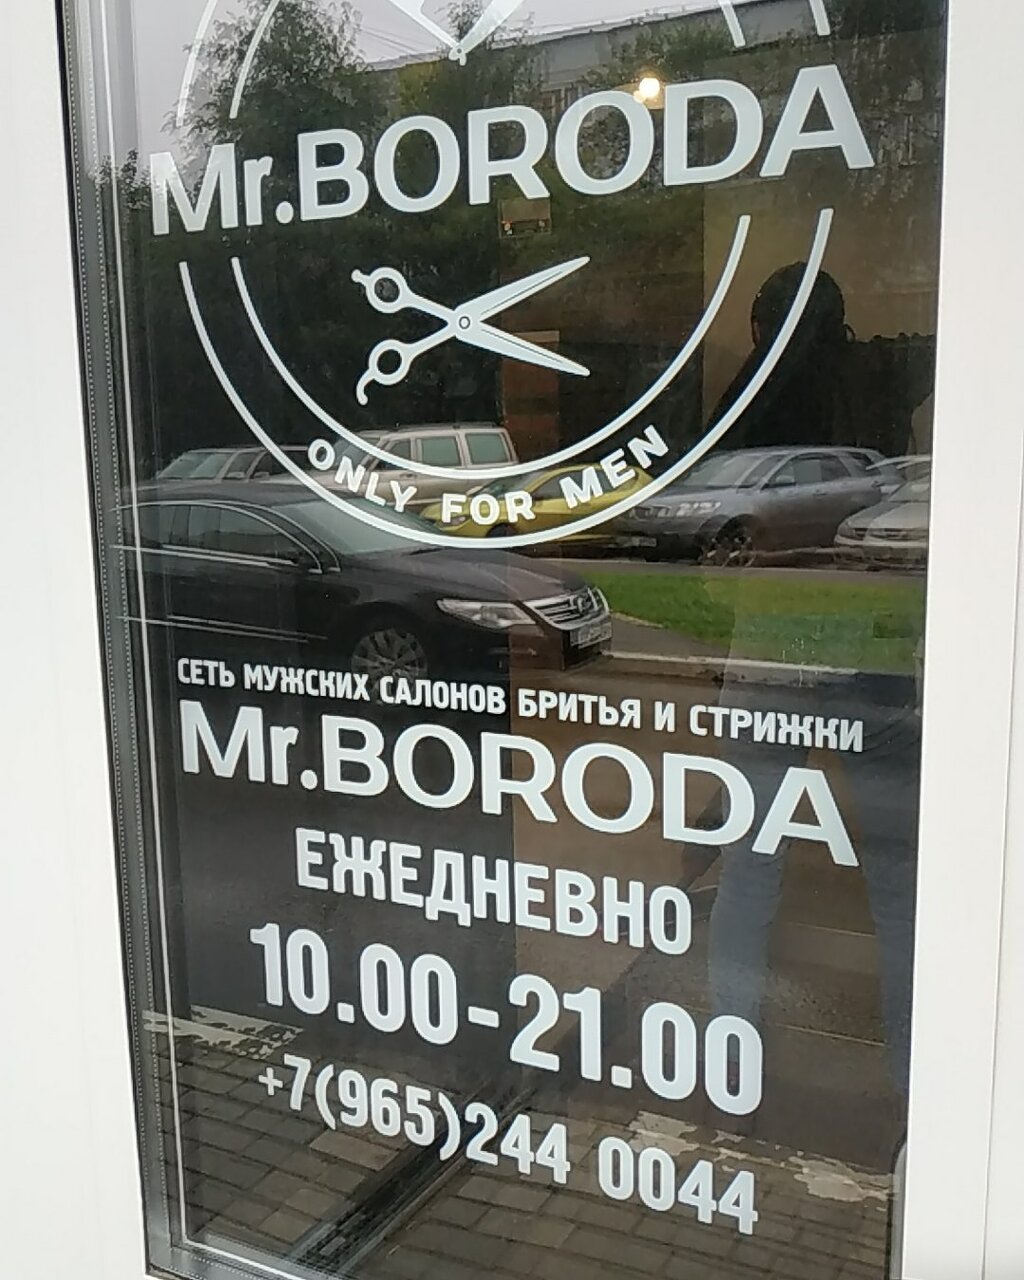 Mr.BORODA
ONLY FOR MEN
СЕТЬ МУЖСКИХ САЛОНОВ БРИТЬЯ И СТРИЖКИ
Mr.BORODA
ЕЖЕДНЕВНО
10.00-21.00
+7(965)244 0044